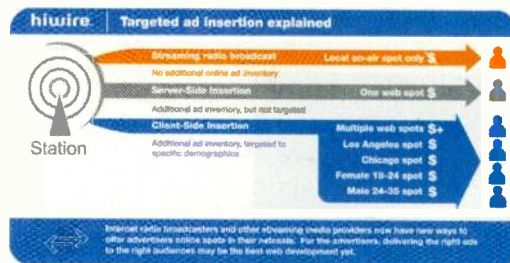 hiwire Targeted ad insertion explained
Streaming radio broadcast Local on-air spot only $
No additional online ad inventory
Server-Side Insertion One web spot $
Additional ad inventory, but not targeted
Client-Side Insertion Multiple web spots $+
Additional ad inventory, targeted to Los Angeles spot $
specific demographics Chicago spot $
Female 18-24 spot $
Male 24-35 spot $
Station
Internet radio broadcasters and other streaming media providers now have new ways to
offer advertisers online spots in their netcasts. For the advertisers, delivering the right ads
to the right audiences may be the best web development yet.